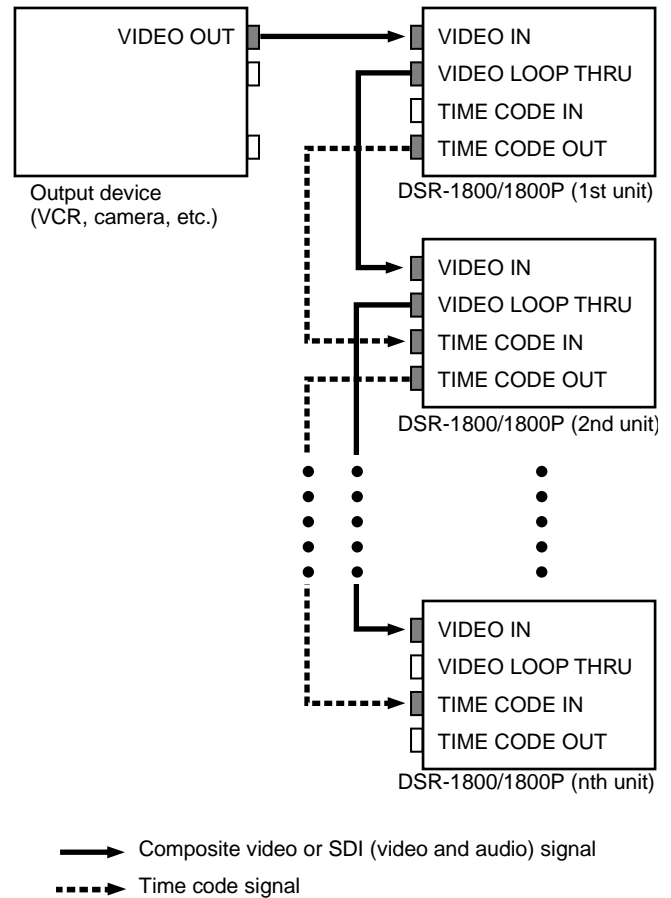 VIDEO OUT
Output device
(VCR, camera, etc.)
VIDEO IN
VIDEO LOOP THRU
TIME CODE IN
TIME CODE OUT
DSR-1800/1800P (1st unit)
VIDEO IN
VIDEO LOOP THRU
TIME CODE IN
TIME CODE OUT
DSR-1800/1800P (2nd unit)
VIDEO IN
VIDEO LOOP THRU
TIME CODE IN
TIME CODE OUT
DSR-1800/1800P (nth unit)
Composite video or SDI (video and audio) signal
Time code signal